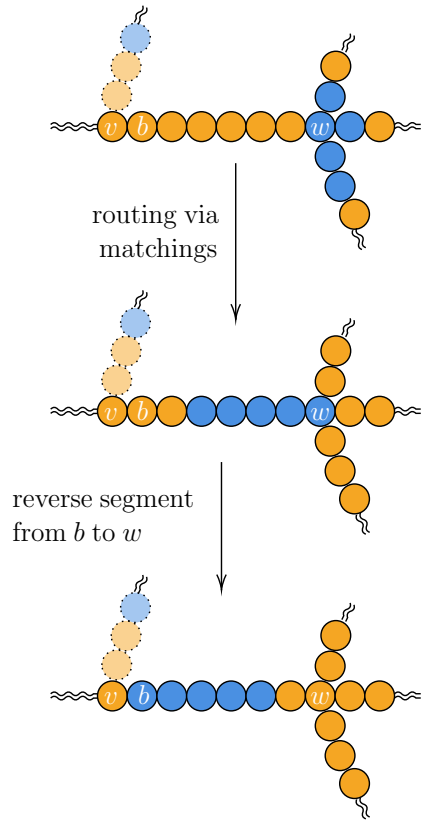 v b w
routing via
matchings
v b w
reverse segment
from b to w
v b w